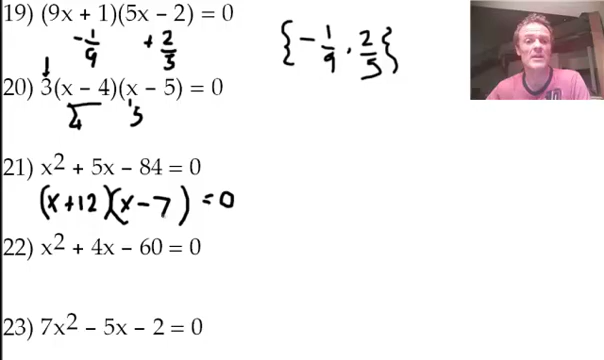 19) (9x + 1)(5x − 2) = 0
-1/9 +2/5 {-1/9, 2/5}
20) 3(x − 4)(x − 5) = 0
4 5
21) x² + 5x − 84 = 0
(x+12)(x-7) = 0
22) x² + 4x − 60 = 0
23) 7x² − 5x − 2 = 0